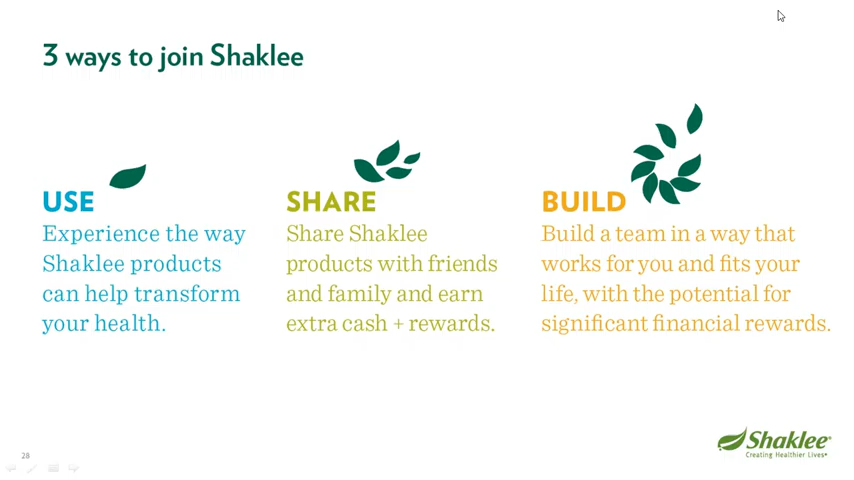 3 ways to join Shaklee
USE
Experience the way
Shaklee products
can help transform
your health.
SHARE
Share Shaklee
products with friends
and family and earn
extra cash + rewards.
BUILD
Build a team in a way that
works for you and fits your
life, with the potential for
significant financial rewards.
28
Shaklee®
Creating Healthier Lives®